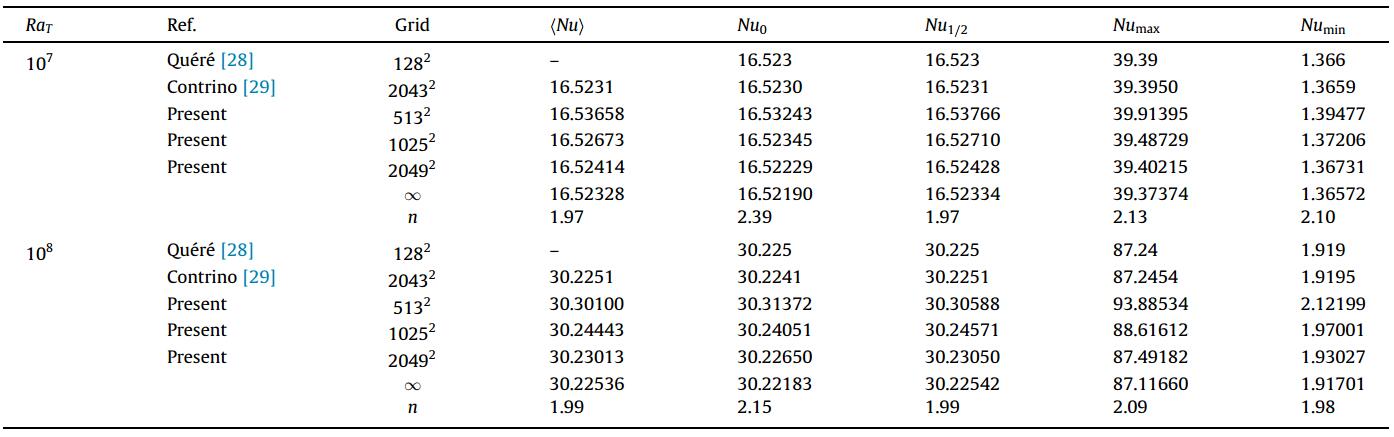 Ra_T Ref. Grid ⟨Nu⟩ Nu_0 Nu_{1/2} Nu_max Nu_min
10^7 Quéré [28] 128^2 – 16.523 16.523 39.39 1.366
Contrino [29] 2043^2 16.5231 16.5230 16.5231 39.3950 1.3659
Present 513^2 16.53658 16.53243 16.53766 39.91395 1.39477
Present 1025^2 16.52673 16.52345 16.52710 39.48729 1.37206
Present 2049^2 16.52414 16.52229 16.52428 39.40215 1.36731
∞ 16.52328 16.52190 16.52334 39.37374 1.36572
n 1.97 2.39 1.97 2.13 2.10
10^8 Quéré [28] 128^2 – 30.225 30.225 87.24 1.919
Contrino [29] 2043^2 30.2251 30.2241 30.2251 87.2454 1.9195
Present 513^2 30.30100 30.31372 30.30588 93.88534 2.12199
Present 1025^2 30.24443 30.24051 30.24571 88.61612 1.97001
Present 2049^2 30.23013 30.22650 30.23050 87.49182 1.93027
∞ 30.22536 30.22183 30.22542 87.11660 1.91701
n 1.99 2.15 1.99 2.09 1.98